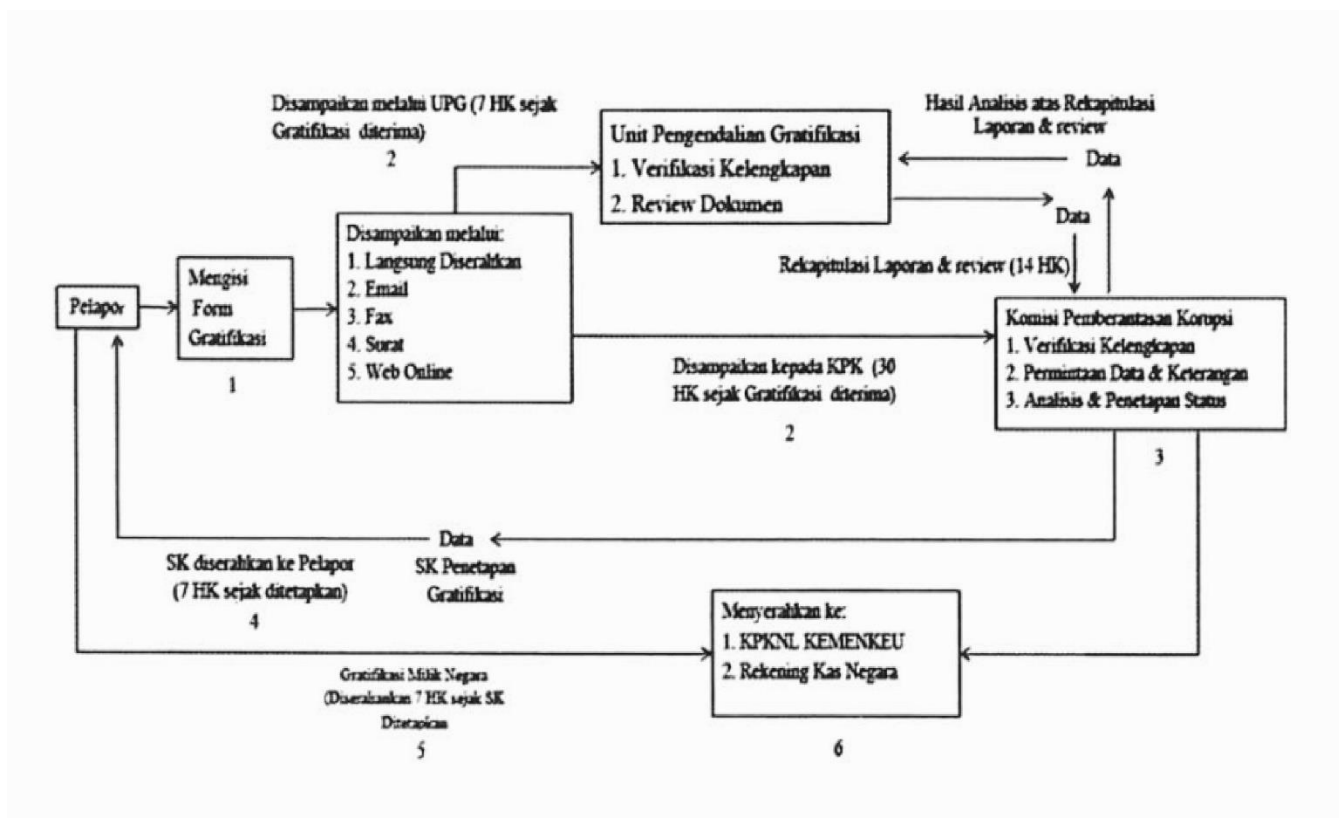 Disampaikan melalui UPG (7 HK sejak
Gratifikasi diterima)
2
Hasil Analisis atas Rekapitulasi
Laporan & review
Data
Unit Pengendalian Gratifikasi
1. Verifikasi Kelengkapan
2. Review Dokumen
Data
Rekapitulasi Laporan & review (14 HK)
Pelapor
Mengisi
Form
Gratifikasi
1
Disampaikan melalui:
1. Langsung Diserahkan
2. Email
3. Fax
4. Surat
5. Web Online
Disampaikan kepada KPK (30
HK sejak Gratifikasi diterima)
2
Komisi Pemberantasan Korupsi
1. Verifikasi Kelengkapan
2. Permintaan Data & Keterangan
3. Analisis & Penetapan Status
3
Data
SK Penetapan
Gratifikasi
SK diserahkan ke Pelapor
(7 HK sejak ditetapkan)
4
Gratifikasi Milik Negara
(Diserahankan 7 HK sejak SK
Ditetapkan
5
Menyerahkan ke:
1. KPKNL KEMENKEU
2. Rekening Kas Negara
6